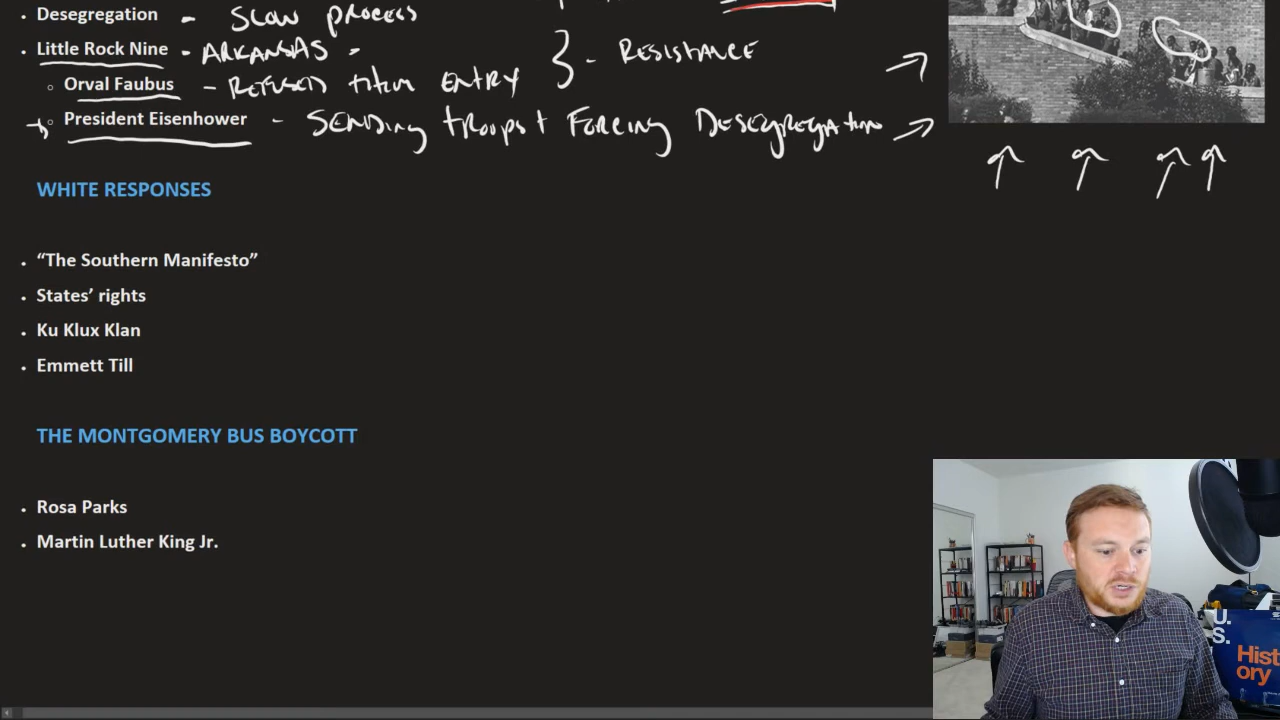 • Desegregation - SLOW PROCESS
• Little Rock Nine - ARKANSAS - } - RESISTANCE
○ Orval Faubus - REFUSED them ENTRY
○ President Eisenhower - SENDING troops + FORCING DESEGREGATION
WHITE RESPONSES
• “The Southern Manifesto”
• States’ rights
• Ku Klux Klan
• Emmett Till
THE MONTGOMERY BUS BOYCOTT
• Rosa Parks
• Martin Luther King Jr.
U.
S.
Hist
ory